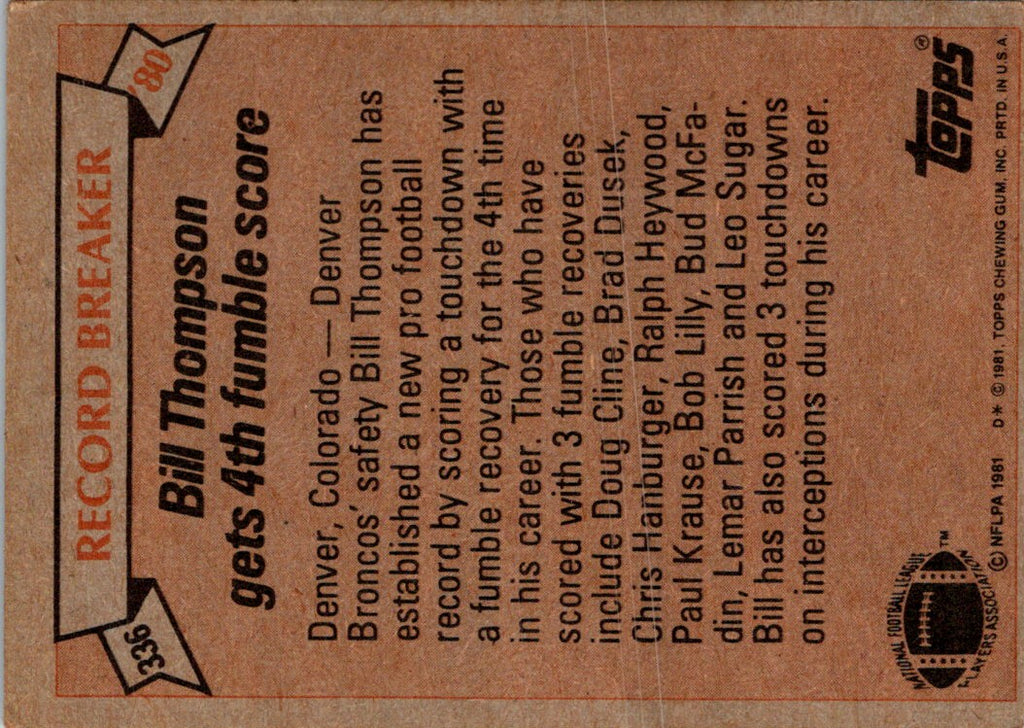 336
RECORD BREAKER
'80
Bill Thompson
gets 4th fumble score
Denver, Colorado — Denver
Broncos' safety Bill Thompson has
established a new pro football
record by scoring a touchdown with
a fumble recovery for the 4th time
in his career. Those who have
scored with 3 fumble recoveries
include Doug Cline, Brad Dusek,
Chris Hanburger, Ralph Heywood,
Paul Krause, Bob Lilly, Bud McFa-
din, Lemar Parrish and Leo Sugar.
Bill has also scored 3 touchdowns
on interceptions during his career.
NATIONAL FOOTBALL LEAGUE
PLAYERS ASSOCIATION
™
topps®
© NFLPA 1981 D* © 1981, TOPPS CHEWING GUM, INC. PRTD. IN U.S.A.